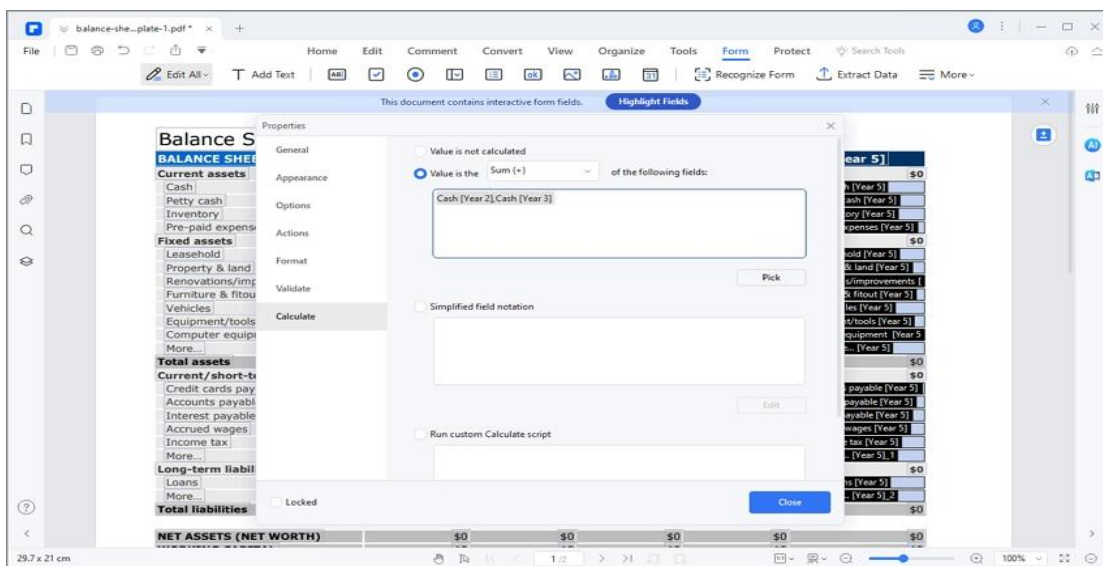 balance-she...plate-1.pdf *
File Home Edit Comment Convert View Organize Tools Form Protect Search Tools
Edit All Add Text Recognize Form Extract Data More
This document contains interactive form fields. Highlight Fields
Properties
Balance S
BALANCE SHEE
Current assets
Cash
Petty cash
Inventory
Pre-paid expens
Fixed assets
Leasehold
Property & land
Renovations/imp
Furniture & fitou
Vehicles
Equipment/tools
Computer equip
More...
Total assets
Current/short-te
Credit cards pay
Accounts payabl
Interest payable
Accrued wages
Income tax
More...
Long-term liabil
Loans
More...
Total liabilities
General
Appearance
Options
Actions
Format
Validate
Calculate
Value is not calculated
Value is the Sum (+) of the following fields:
Cash [Year 2],Cash [Year 3]
Pick
Simplified field notation
Edit
Run custom Calculate script
Locked
Close
ear 5]
$0
h [Year 5]
cash [Year 5]
ory [Year 5]
xpenses [Year 5]
$0
old [Year 5]
& land [Year 5]
s/improvements [
& fitout [Year 5]
les [Year 5]
t/tools [Year 5]
equipment [Year 5
... [Year 5]
$0
$0
payable [Year 5]
payable [Year 5]
ayable [Year 5]
wages [Year 5]
tax [Year 5]
... [Year 5]_1
$0
ns [Year 5]
... [Year 5]_2
$0
NET ASSETS (NET WORTH) $0 $0 $0 $0 $0
29.7 x 21 cm 1 /2 100%